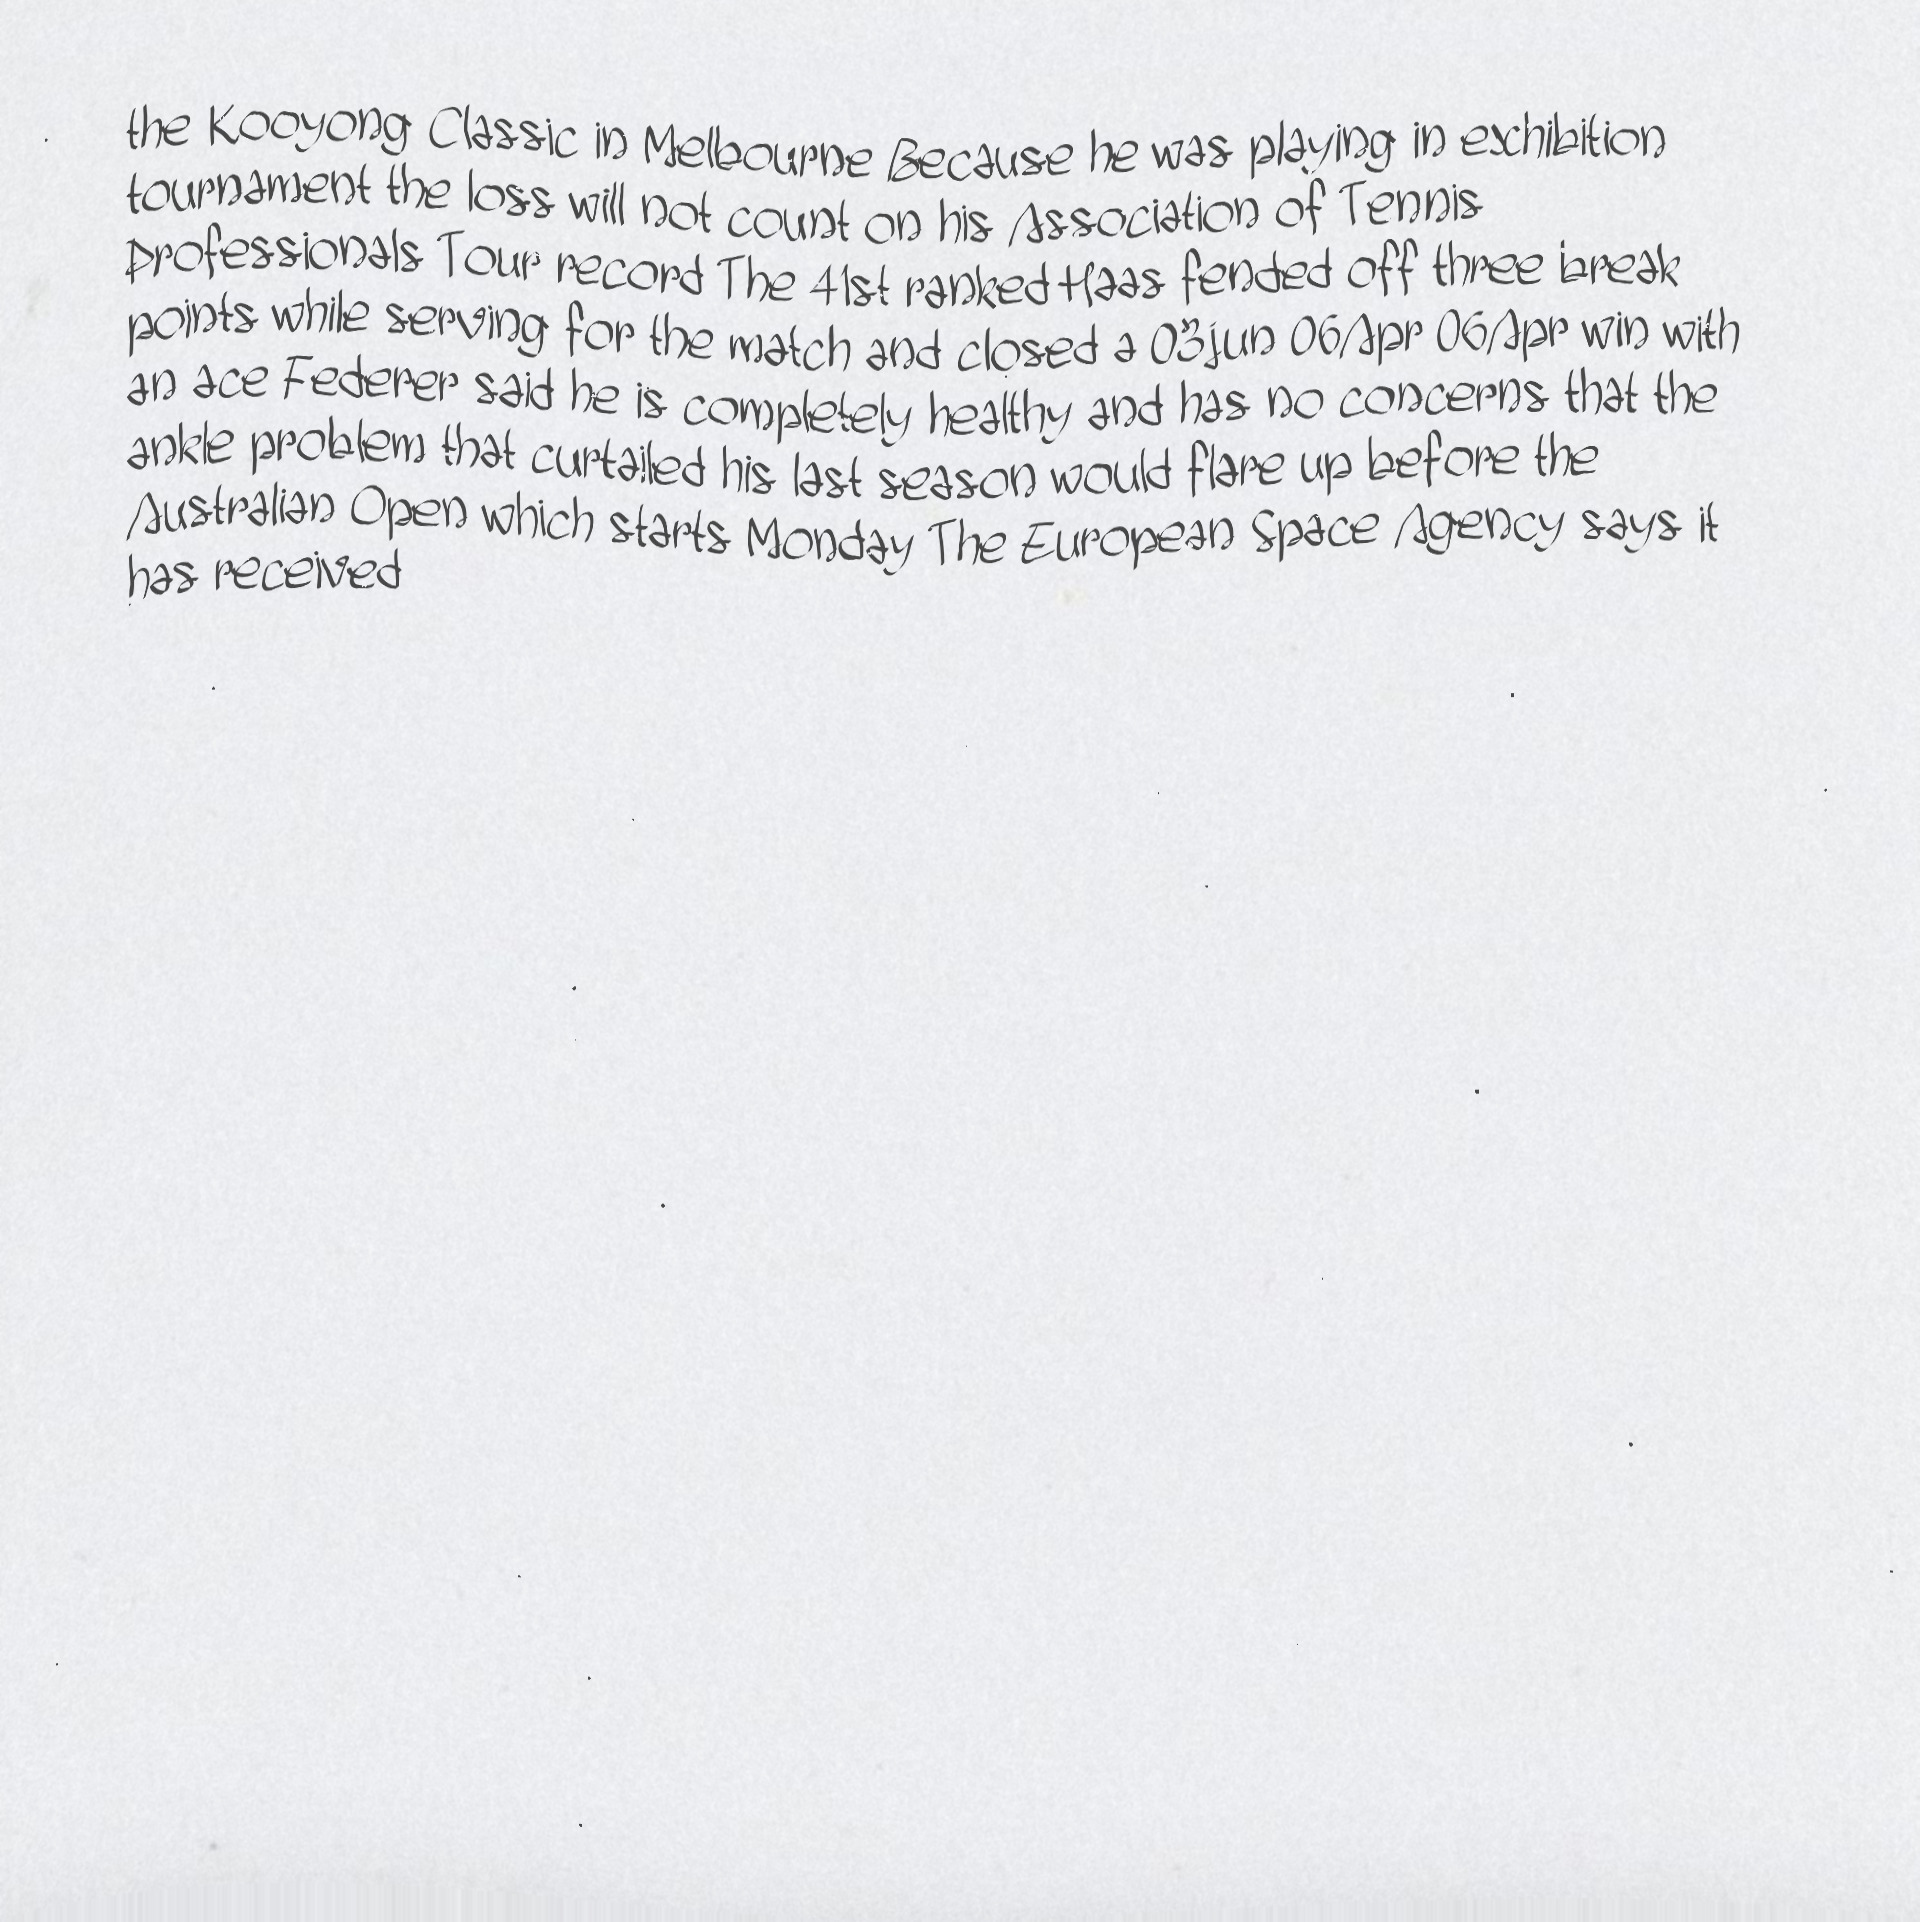 the Kooyong Classic in Melbourne Because he was playing in exhibition
tournament the loss will not count on his Association of Tennis
Professionals Tour record The 41st ranked Haas fended off three break
points while serving for the match and closed a 03Jun 06Apr 06Apr win with
an ace Federer said he is completely healthy and has no concerns that the
ankle problem that curtailed his last season would flare up before the
Australian Open which starts Monday The European Space Agency says it
has received